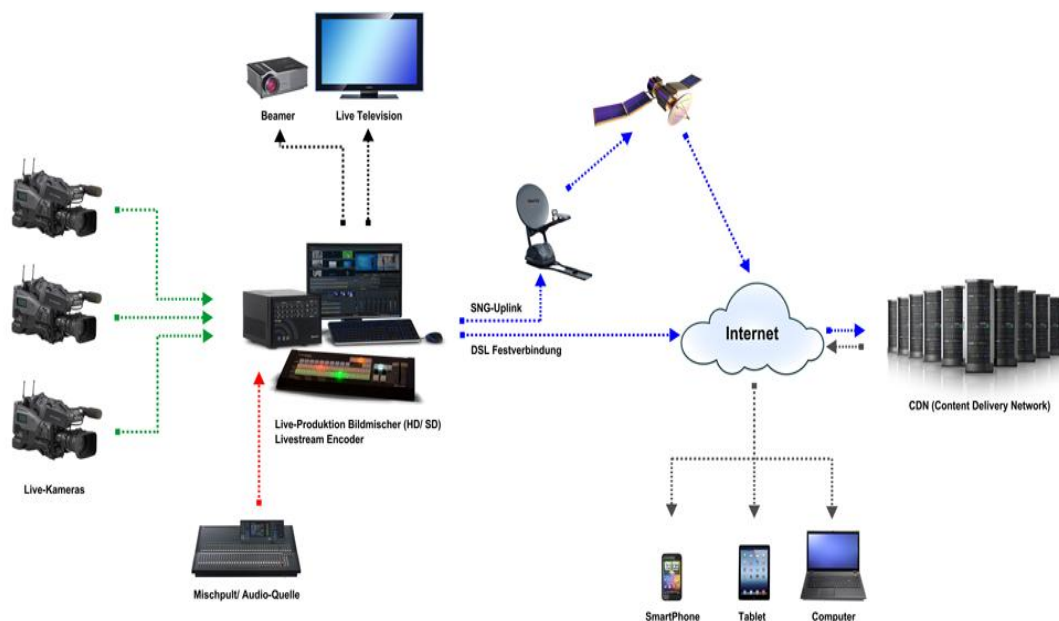 Beamer
Live Television
SNG-Uplink
DSL Festverbindung
Internet
CDN (Content Delivery Network)
Live-Produktion Bildmischer (HD/ SD)
Livestream Encoder
Live-Kameras
Mischpult/ Audio-Quelle
SmartPhone
Tablet
Computer